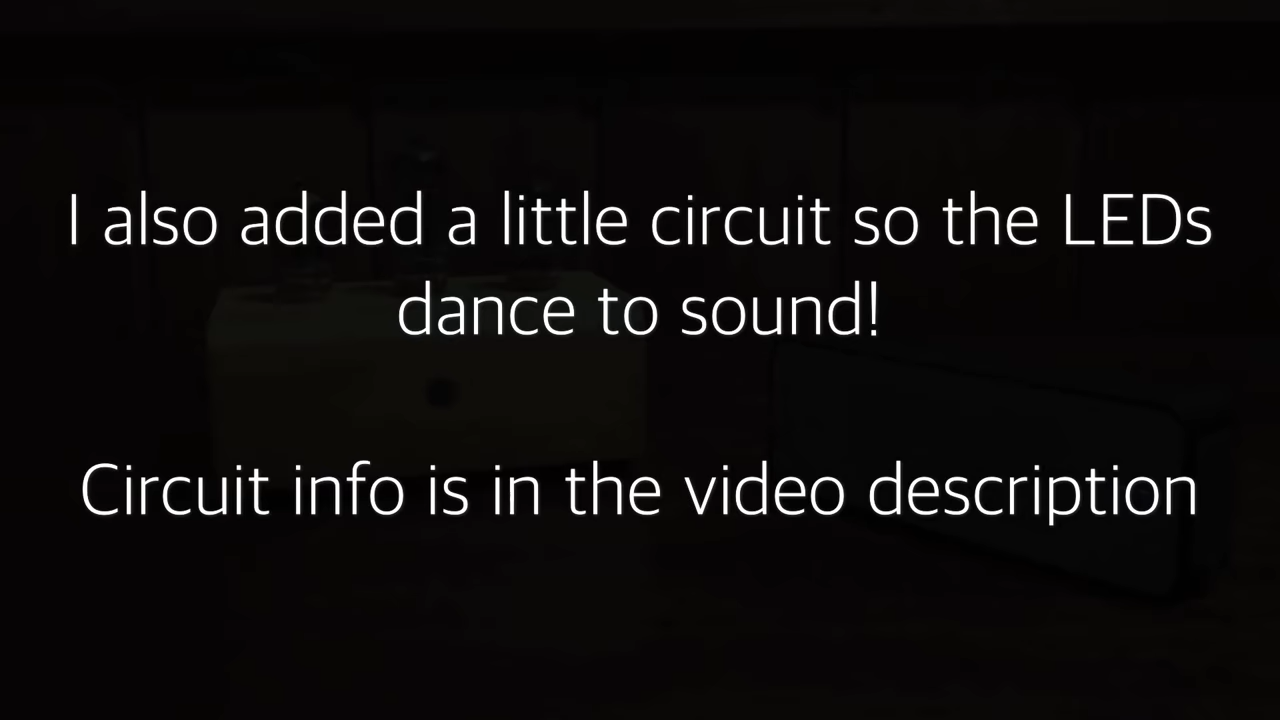 I also added a little circuit so the LEDs
dance to sound!
Circuit info is in the video description